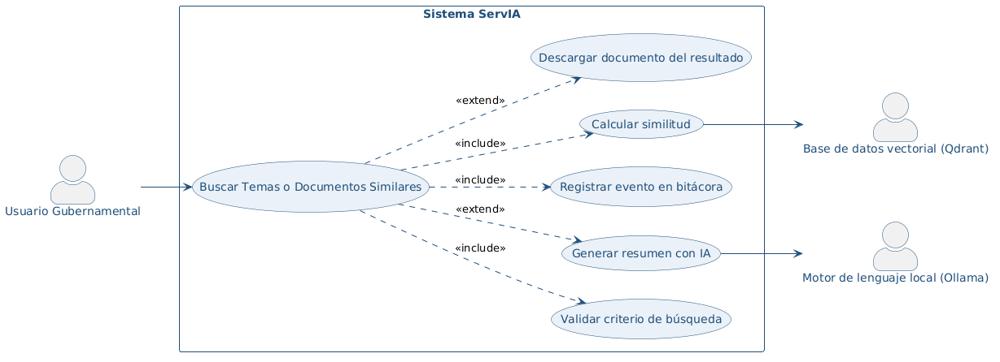 Sistema ServIA
Descargar documento del resultado
«extend»
Calcular similitud
«include»
Base de datos vectorial (Qdrant)
Buscar Temas o Documentos Similares
«include»
Registrar evento en bitácora
Usuario Gubernamental
«extend»
Generar resumen con IA
«include»
Motor de lenguaje local (Ollama)
Validar criterio de búsqueda